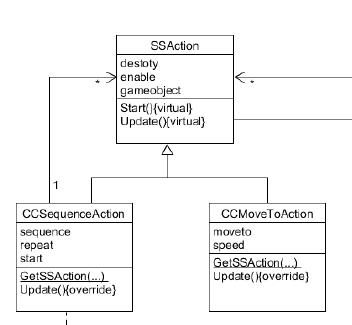 SSAction
destoty
enable
gameobject
Start(){virtual}
Update(){virtual}
*
*
1
CCSequenceAction
sequence
repeat
start
GetSSAction(...)
Update(){override}
CCMoveToAction
moveto
speed
GetSSAction(...)
Update(){override}